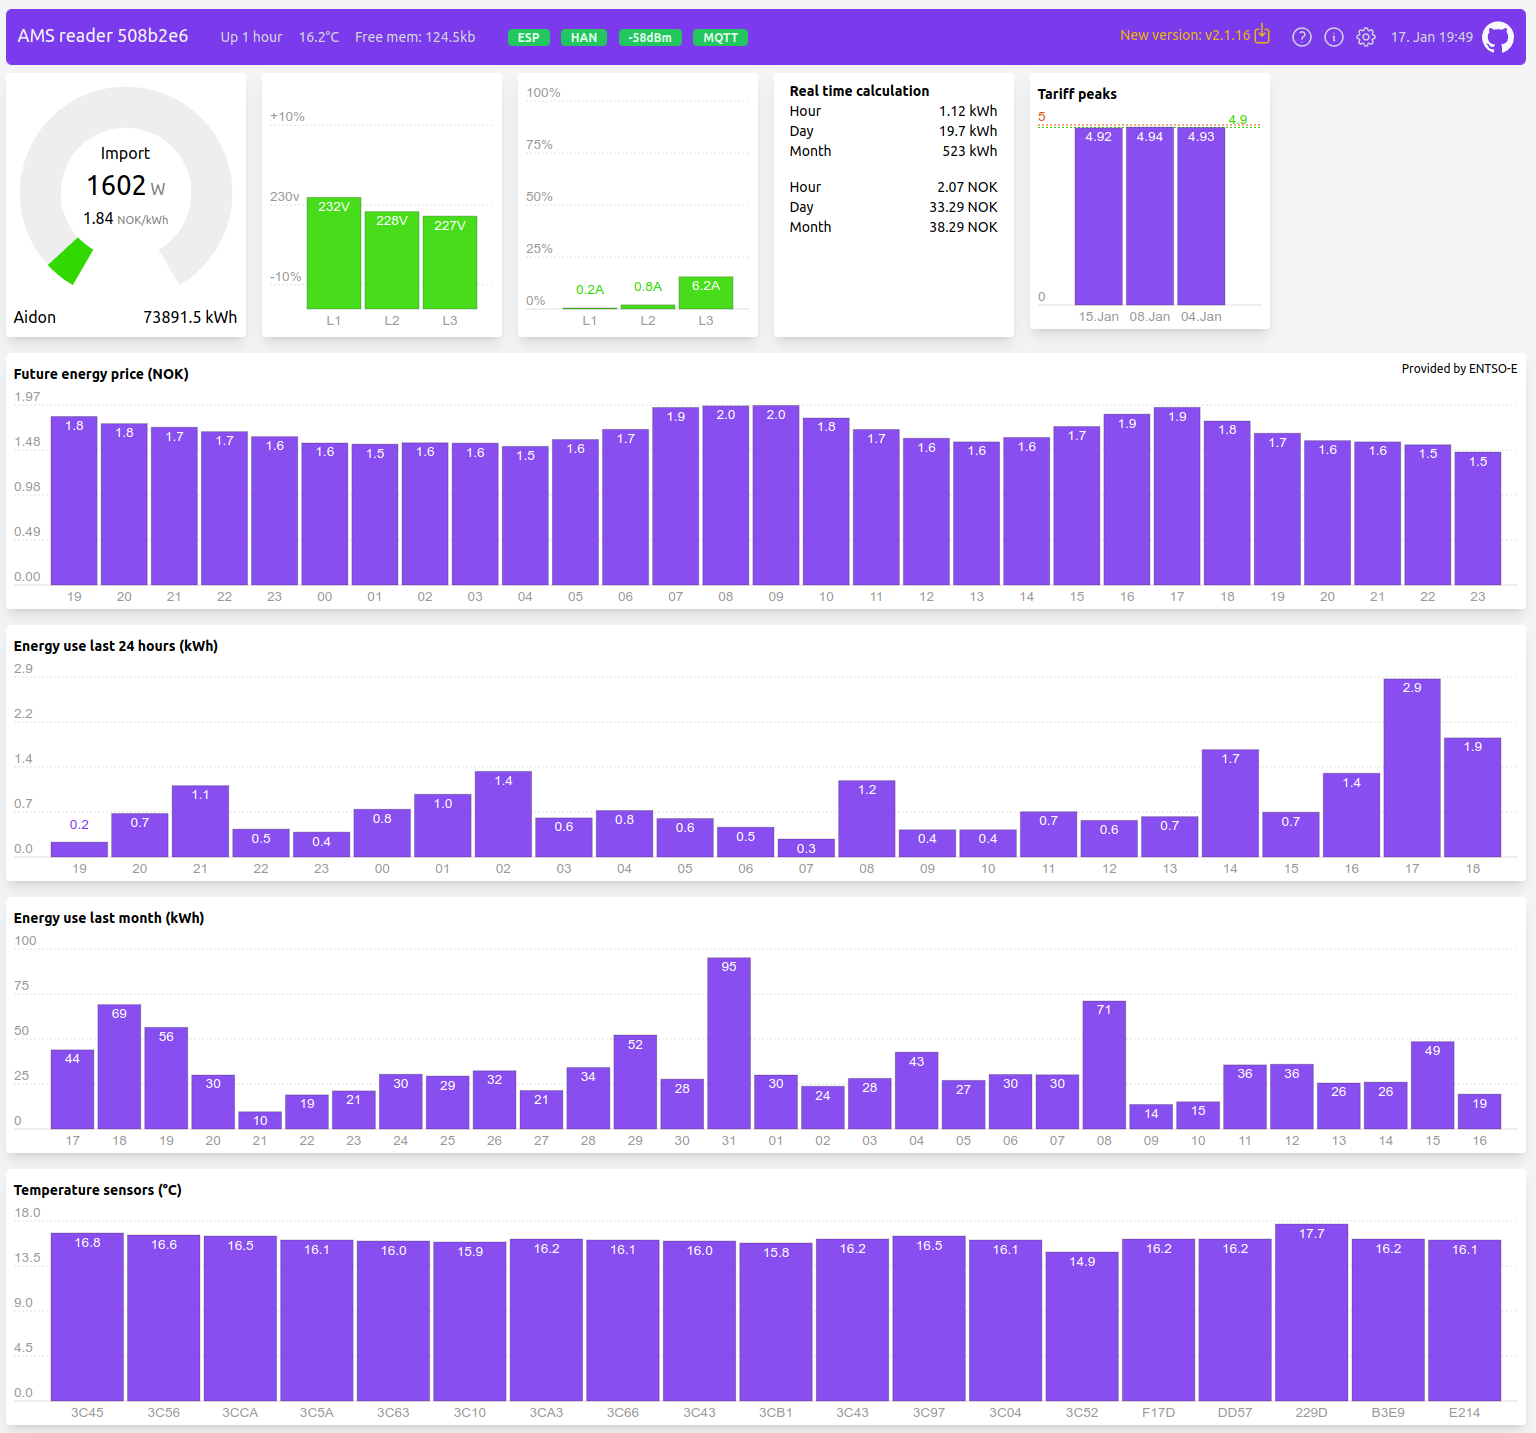 AMS reader 508b2e6 Up 1 hour 16.2°C Free mem: 124.5kb ESP HAN -58dBm MQTT New version: v2.1.16 17. Jan 19:49
Import
1602 W
1.84 NOK/kWh
Aidon 73891.5 kWh
+10%
230v
-10%
232V 228V 227V
L1 L2 L3
100%
75%
50%
25%
0%
0.2A 0.8A 6.2A
L1 L2 L3
Real time calculation
Hour 1.12 kWh
Day 19.7 kWh
Month 523 kWh
Hour 2.07 NOK
Day 33.29 NOK
Month 38.29 NOK
Tariff peaks
5 4.9
4.92 4.94 4.93
0
15.Jan 08.Jan 04.Jan
Future energy price (NOK) Provided by ENTSO-E
1.97
1.48
0.98
0.49
0.00
1.8 1.8 1.7 1.7 1.6 1.6 1.5 1.6 1.6 1.5 1.6 1.7 1.9 2.0 2.0 1.8 1.7 1.6 1.6 1.6 1.7 1.9 1.9 1.8 1.7 1.6 1.6 1.5 1.5
19 20 21 22 23 00 01 02 03 04 05 06 07 08 09 10 11 12 13 14 15 16 17 18 19 20 21 22 23
Energy use last 24 hours (kWh)
2.9
2.2
1.4
0.7
0.0
0.2 0.7 1.1 0.5 0.4 0.8 1.0 1.4 0.6 0.8 0.6 0.5 0.3 1.2 0.4 0.4 0.7 0.6 0.7 1.7 0.7 1.4 2.9 1.9
19 20 21 22 23 00 01 02 03 04 05 06 07 08 09 10 11 12 13 14 15 16 17 18
Energy use last month (kWh)
100
75
50
25
0
44 69 56 30 10 19 21 30 29 32 21 34 52 28 95 30 24 28 43 27 30 30 71 14 15 36 36 26 26 49 19
17 18 19 20 21 22 23 24 25 26 27 28 29 30 31 01 02 03 04 05 06 07 08 09 10 11 12 13 14 15 16
Temperature sensors (°C)
18.0
13.5
9.0
4.5
0.0
16.8 16.6 16.5 16.1 16.0 15.9 16.2 16.1 16.0 15.8 16.2 16.5 16.1 14.9 16.2 16.2 17.7 16.2 16.1
3C45 3C56 3CCA 3C5A 3C63 3C10 3CA3 3C66 3C43 3CB1 3C43 3C97 3C04 3C52 F17D DD57 229D B3E9 E214